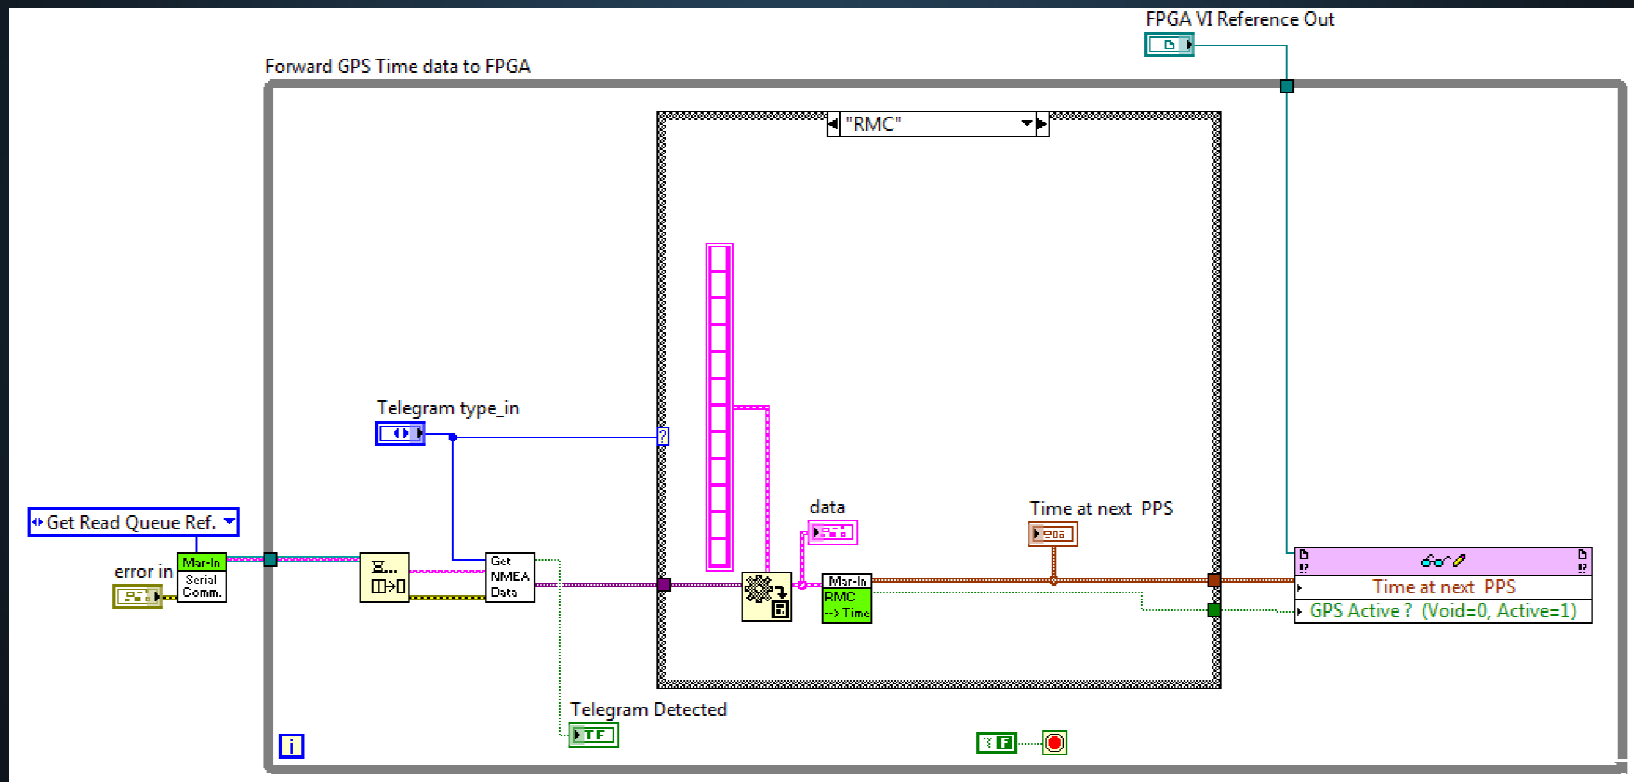 FPGA VI Reference Out
Forward GPS Time data to FPGA
"RMC"
Telegram type_in
?
Get Read Queue Ref.
data
Time at next PPS
error in
Mar-In
Serial
Comm.
Get
NMEA
Data
Mar-In
RMC
--> Time
Time at next PPS
GPS Active ? (Void=0, Active=1)
Telegram Detected
TF
i
F